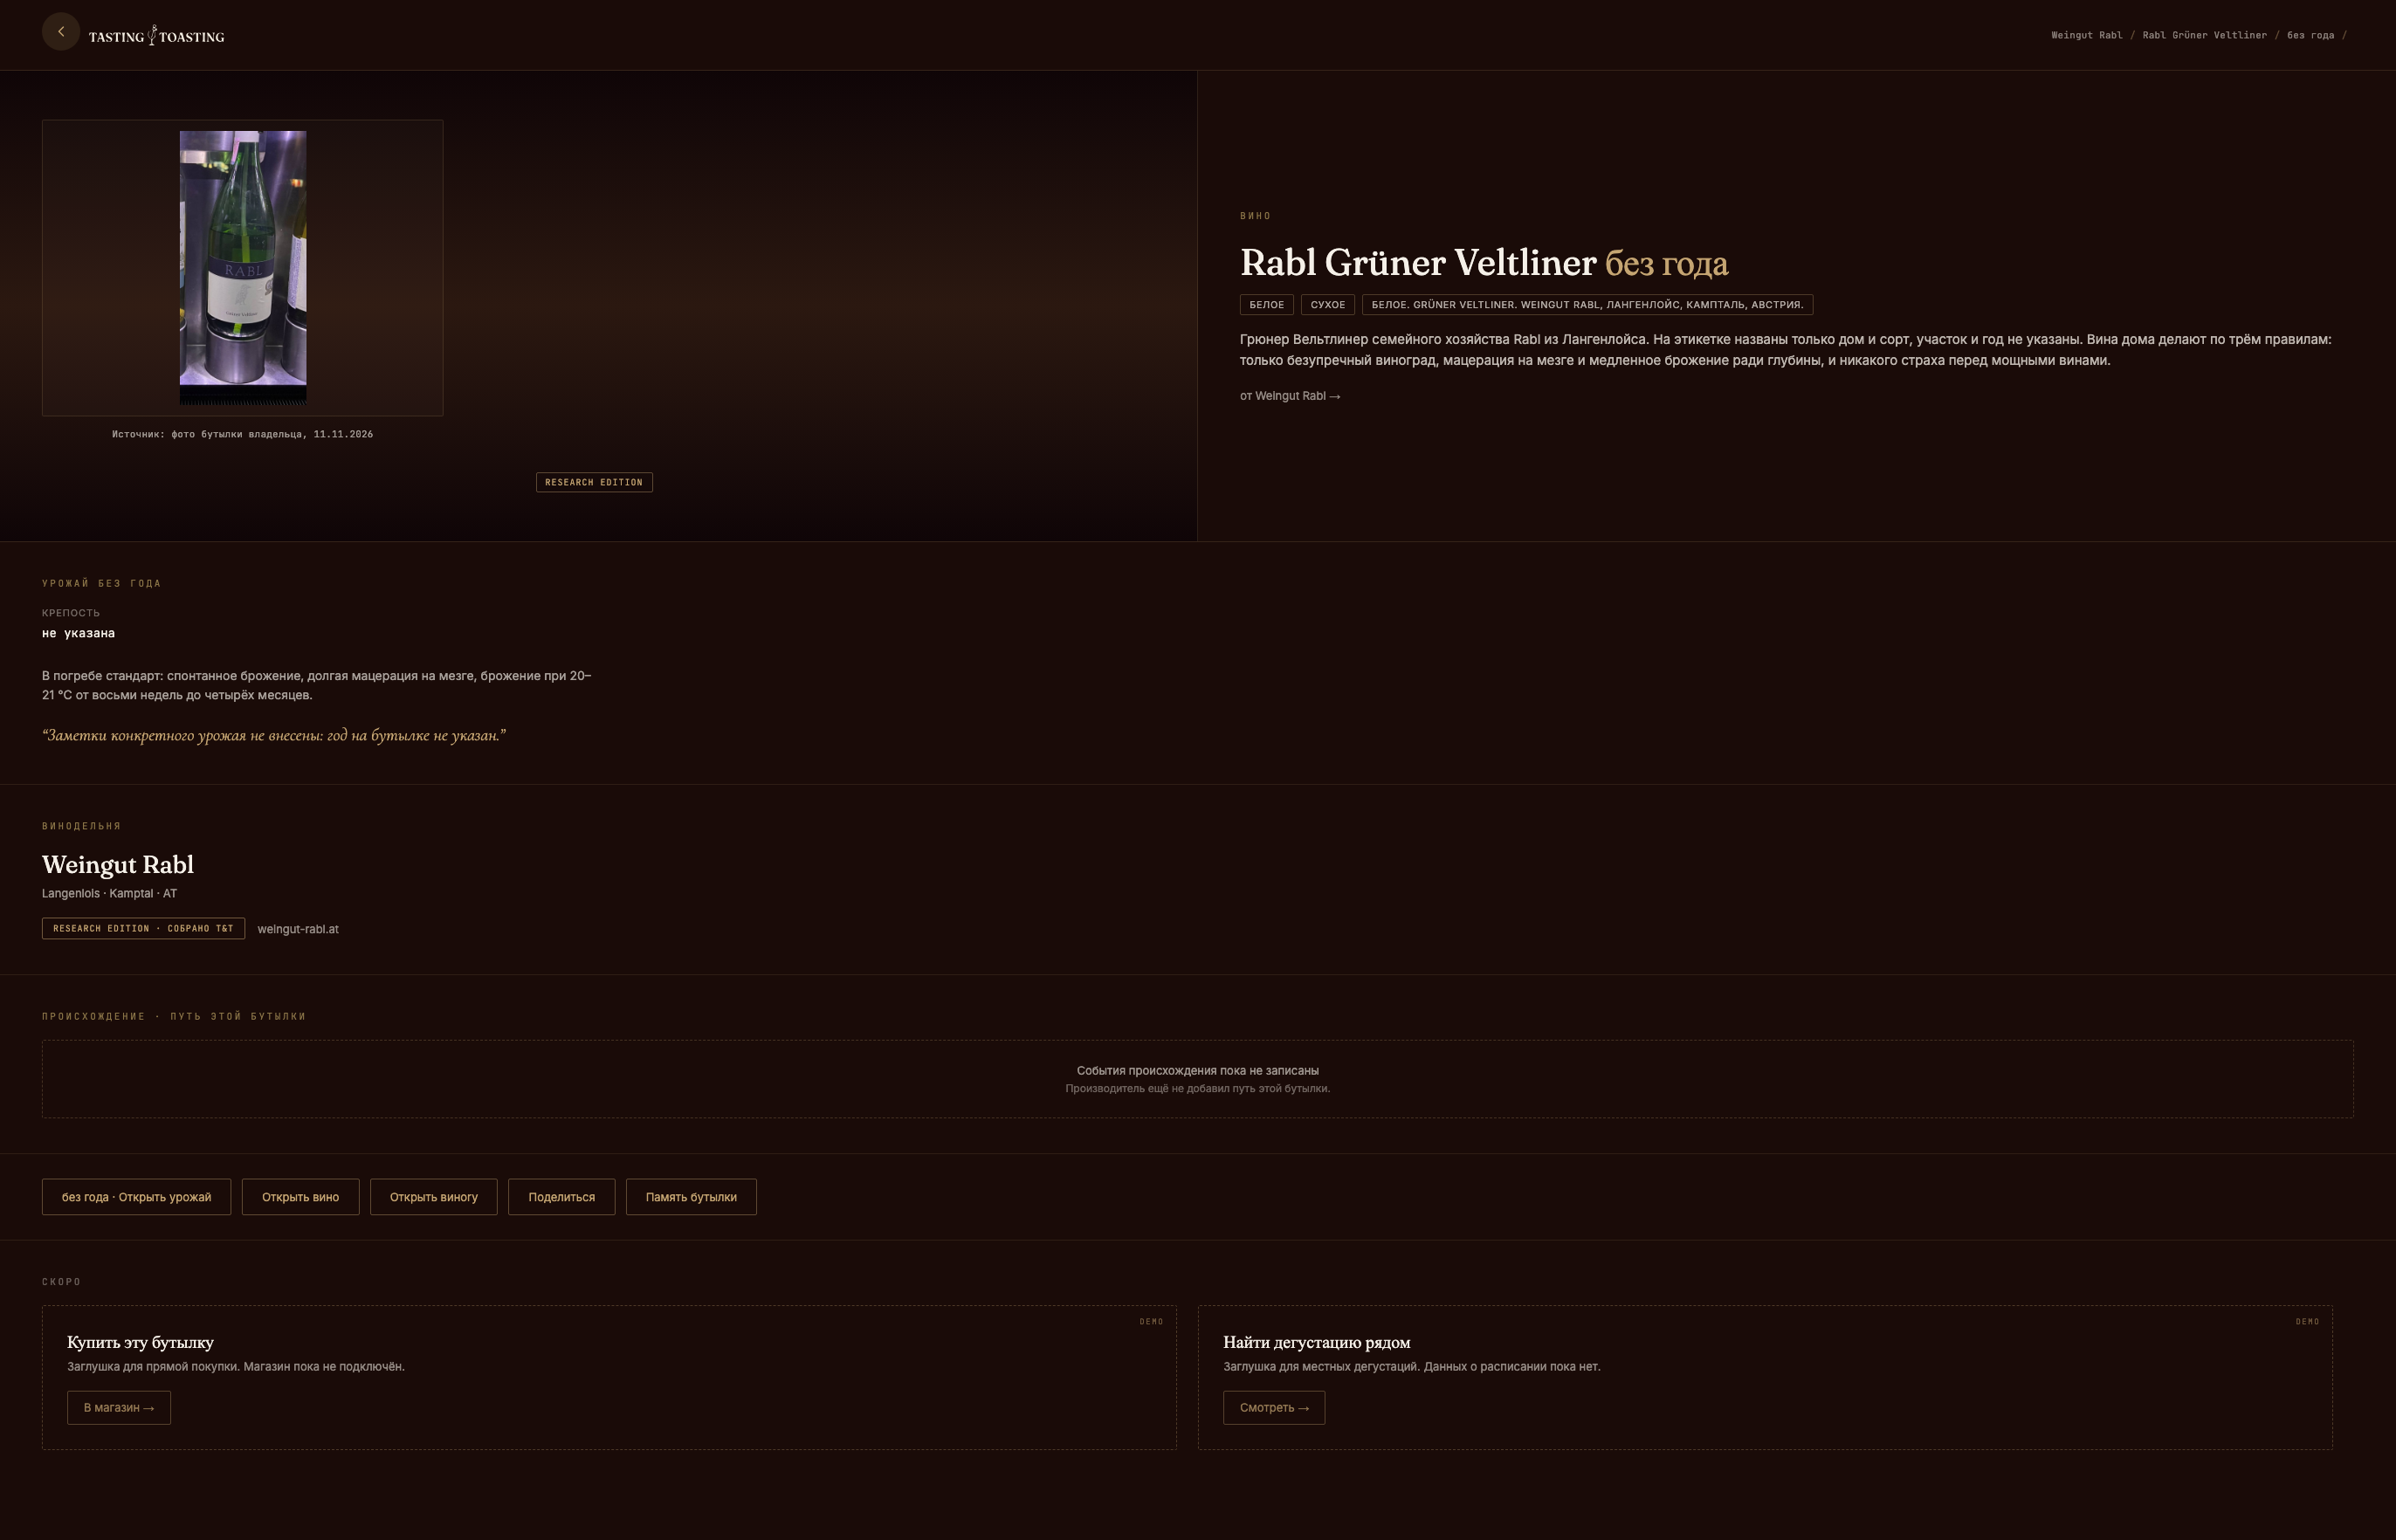 TASTING TOASTING
Weingut Rabl / Rabl Grüner Veltliner / без года /
RABL
Grüner Veltliner
Источник: фото бутылки владельца, 11.11.2026
RESEARCH EDITION
ВИНО
Rabl Grüner Veltliner без года
БЕЛОЕ
СУХОЕ
БЕЛОЕ. GRÜNER VELTLINER. WEINGUT RABL, ЛАНГЕНЛОЙС, КАМПТАЛЬ, АВСТРИЯ.
Грюнер Вельтлинер семейного хозяйства Rabl из Лангенлойса. На этикетке названы только дом и сорт, участок и год не указаны. Вина дома делают по трём правилам:
только безупречный виноград, мацерация на мезге и медленное брожение ради глубины, и никакого страха перед мощными винами.
от Weingut Rabl →
УРОЖАЙ БЕЗ ГОДА
КРЕПОСТЬ
не указана
В погребе стандарт: спонтанное брожение, долгая мацерация на мезге, брожение при 20–
21 °C от восьми недель до четырёх месяцев.
“Заметки конкретного урожая не внесены: год на бутылке не указан.”
ВИНОДЕЛЬНЯ
Weingut Rabl
Langenlois · Kamptal · AT
RESEARCH EDITION · СОБРАНО T&T
weingut-rabl.at
ПРОИСХОЖДЕНИЕ · ПУТЬ ЭТОЙ БУТЫЛКИ
События происхождения пока не записаны
Производитель ещё не добавил путь этой бутылки.
без года · Открыть урожай
Открыть вино
Открыть виногу
Поделиться
Память бутылки
СКОРО
DEMO
Купить эту бутылку
Заглушка для прямой покупки. Магазин пока не подключён.
В магазин →
DEMO
Найти дегустацию рядом
Заглушка для местных дегустаций. Данных о расписании пока нет.
Смотреть →